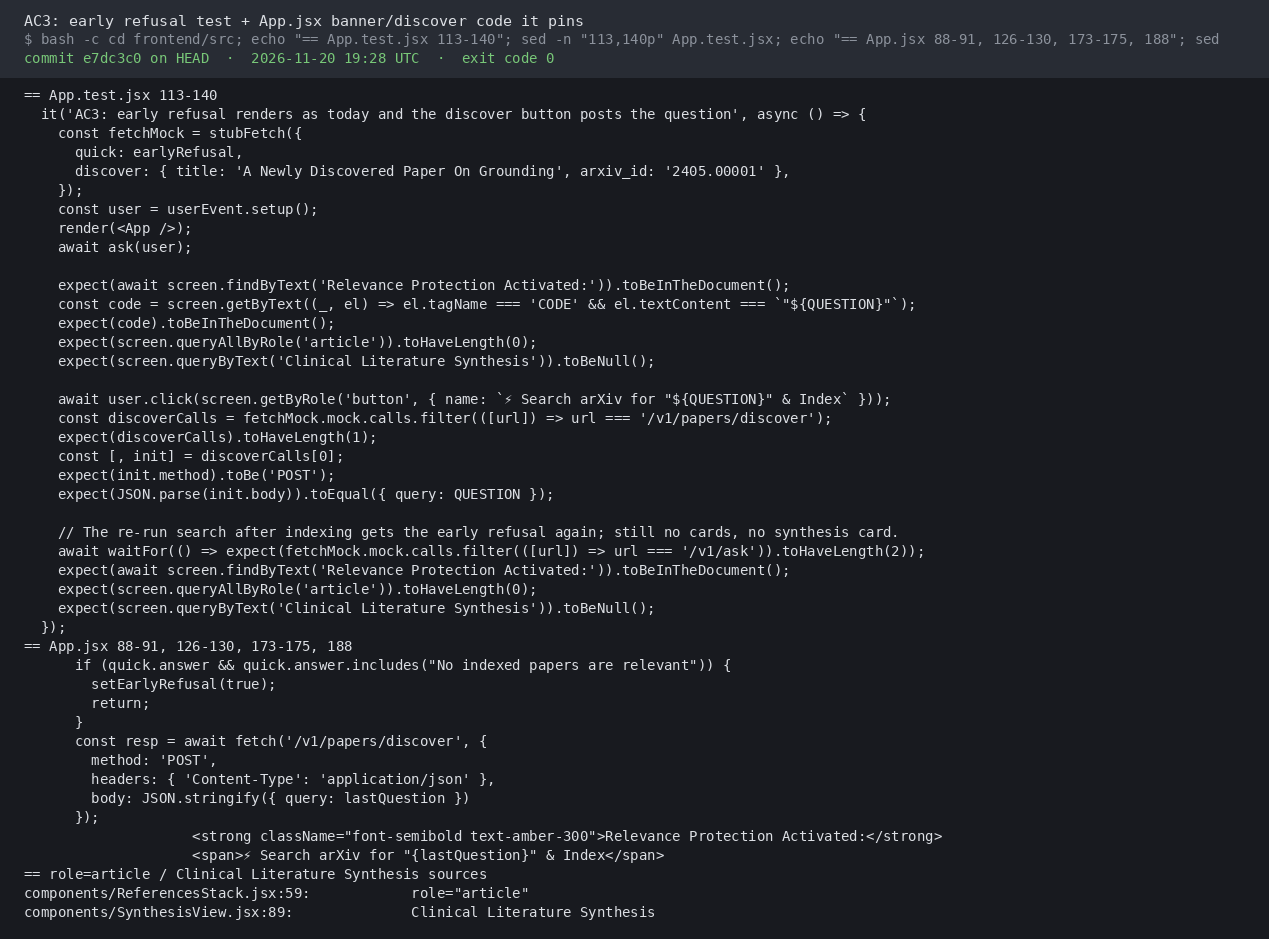 AC3: early refusal test + App.jsx banner/discover code it pins
$ bash -c cd frontend/src; echo "== App.test.jsx 113-140"; sed -n "113,140p" App.test.jsx; echo "== App.jsx 88-91, 126-130, 173-175, 188"; sed
commit e7dc3c0 on HEAD · 2026-11-20 19:28 UTC · exit code 0
== App.test.jsx 113-140
  it('AC3: early refusal renders as today and the discover button posts the question', async () => {
    const fetchMock = stubFetch({
      quick: earlyRefusal,
      discover: { title: 'A Newly Discovered Paper On Grounding', arxiv_id: '2405.00001' },
    });
    const user = userEvent.setup();
    render(<App />);
    await ask(user);

    expect(await screen.findByText('Relevance Protection Activated:')).toBeInTheDocument();
    const code = screen.getByText((_, el) => el.tagName === 'CODE' && el.textContent === `"${QUESTION}"`);
    expect(code).toBeInTheDocument();
    expect(screen.queryAllByRole('article')).toHaveLength(0);
    expect(screen.queryByText('Clinical Literature Synthesis')).toBeNull();

    await user.click(screen.getByRole('button', { name: `⚡ Search arXiv for "${QUESTION}" & Index` }));
    const discoverCalls = fetchMock.mock.calls.filter(([url]) => url === '/v1/papers/discover');
    expect(discoverCalls).toHaveLength(1);
    const [, init] = discoverCalls[0];
    expect(init.method).toBe('POST');
    expect(JSON.parse(init.body)).toEqual({ query: QUESTION });

    // The re-run search after indexing gets the early refusal again; still no cards, no synthesis card.
    await waitFor(() => expect(fetchMock.mock.calls.filter(([url]) => url === '/v1/ask')).toHaveLength(2));
    expect(await screen.findByText('Relevance Protection Activated:')).toBeInTheDocument();
    expect(screen.queryAllByRole('article')).toHaveLength(0);
    expect(screen.queryByText('Clinical Literature Synthesis')).toBeNull();
  });
== App.jsx 88-91, 126-130, 173-175, 188
      if (quick.answer && quick.answer.includes("No indexed papers are relevant")) {
        setEarlyRefusal(true);
        return;
      }
      const resp = await fetch('/v1/papers/discover', {
        method: 'POST',
        headers: { 'Content-Type': 'application/json' },
        body: JSON.stringify({ query: lastQuestion })
      });
                    <strong className="font-semibold text-amber-300">Relevance Protection Activated:</strong>
                    <span>⚡ Search arXiv for "{lastQuestion}" & Index</span>
== role=article / Clinical Literature Synthesis sources
components/ReferencesStack.jsx:59:            role="article"
components/SynthesisView.jsx:89:              Clinical Literature Synthesis